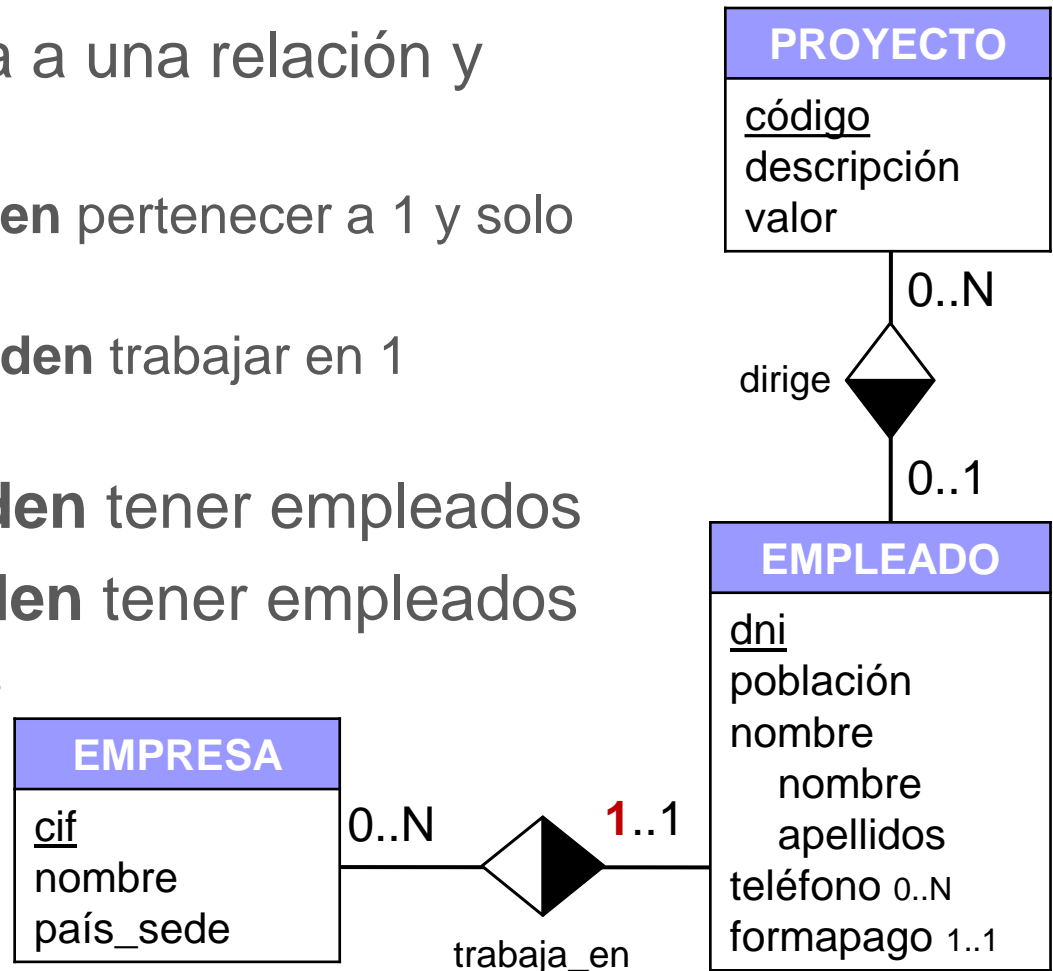 a a una relación y
en pertenecer a 1 y solo
den trabajar en 1
den tener empleados
den tener empleados
PROYECTO
código
descripción
valor
0..N
dirige
0..1
EMPLEADO
dni
población
nombre
nombre
apellidos
teléfono 0..N
formapago 1..1
EMPRESA
cif
nombre
país_sede
0..N
1..1
trabaja_en